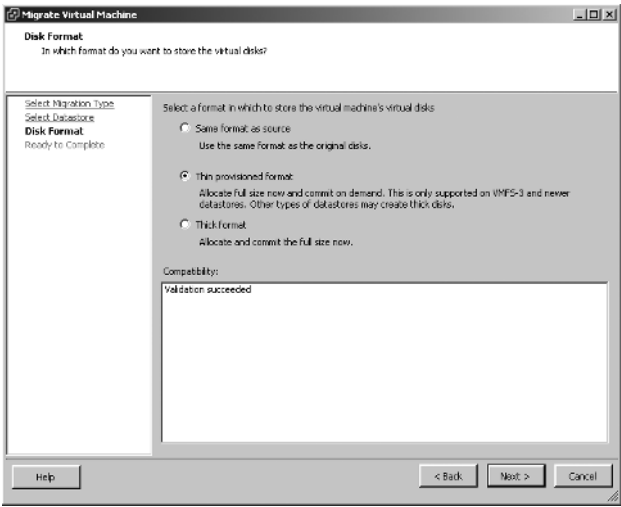 Migrate Virtual Machine
Disk Format
In which format do you want to store the virtual disks?
Select Migration Type
Select Datastore
Disk Format
Ready to Complete
Select a format in which to store the virtual machine's virtual disks
Same format as source
Use the same format as the original disks.
Thin provisioned format
Allocate full size now and commit on demand. This is only supported on VMFS-3 and newer
datastores. Other types of datastores may create thick disks.
Thick format
Allocate and commit the full size now.
Compatibility:
Validation succeeded
Help
< Back
Next >
Cancel